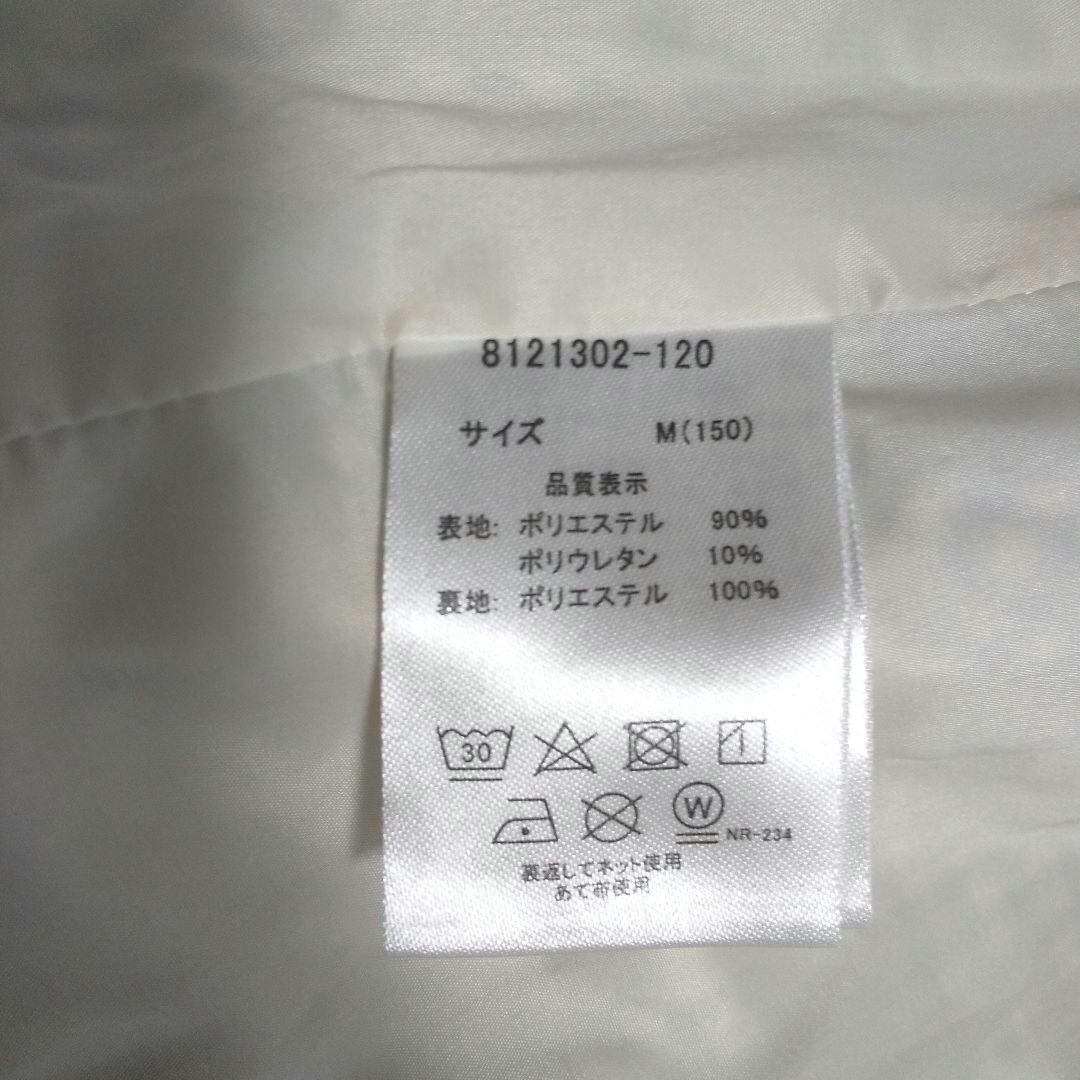 8121302-120
サイズ M(150)
品質表示
表地: ポリエステル 90%
ポリウレタン 10%
裏地: ポリエステル 100%
30
W NR-234
裏返してネット使用
あて布使用